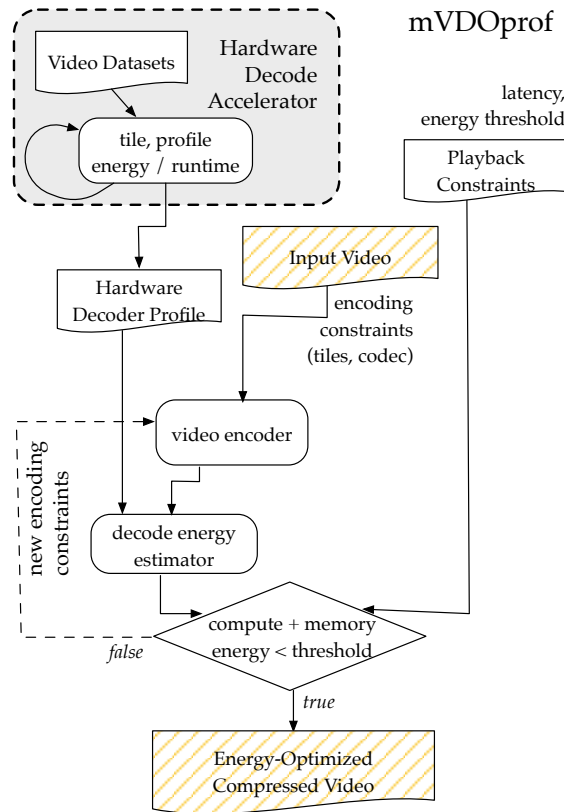 mVDOprof
Hardware
Decode
Accelerator
Video Datasets
tile, profile
energy / runtime
latency,
energy threshold
Playback
Constraints
Input Video
Hardware
Decoder Profile
encoding
constraints
(tiles, codec)
video encoder
new encoding
constraints
decode energy
estimator
compute + memory
energy < threshold
false
true
Energy-Optimized
Compressed Video